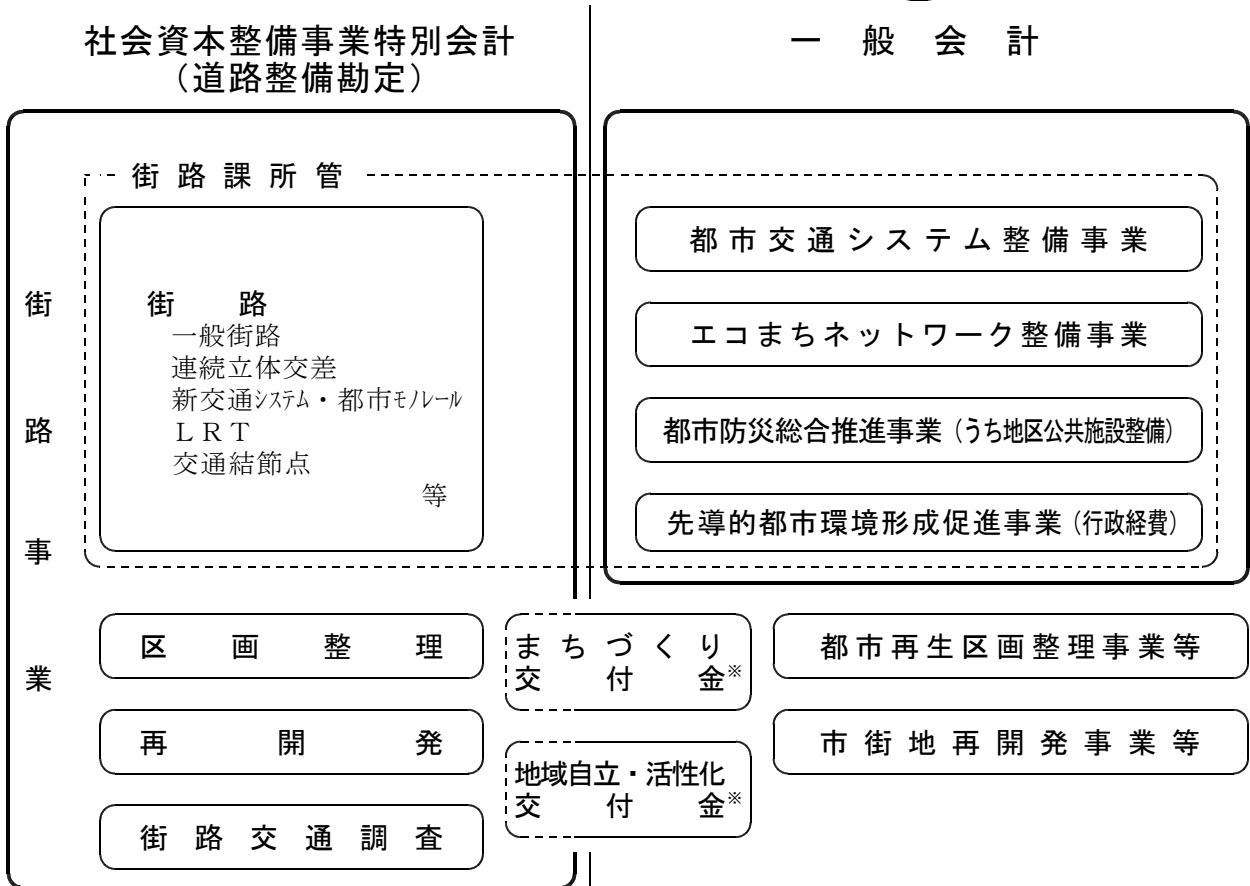 社会資本整備事業特別会計
（道路整備勘定）
一般会計
街路事業
街路課所管
街路
一般街路
連続立体交差
新交通ｼｽﾃﾑ・都市ﾓﾉﾚｰﾙ
ＬＲＴ
交通結節点
等
都市交通システム整備事業
エコまちネットワーク整備事業
都市防災総合推進事業（うち地区公共施設整備）
先導的都市環境形成促進事業（行政経費）
区画整理
再開発
街路交通調査
まちづくり
交付金※
地域自立・活性化
交付金※
都市再生区画整理事業等
市街地再開発事業等